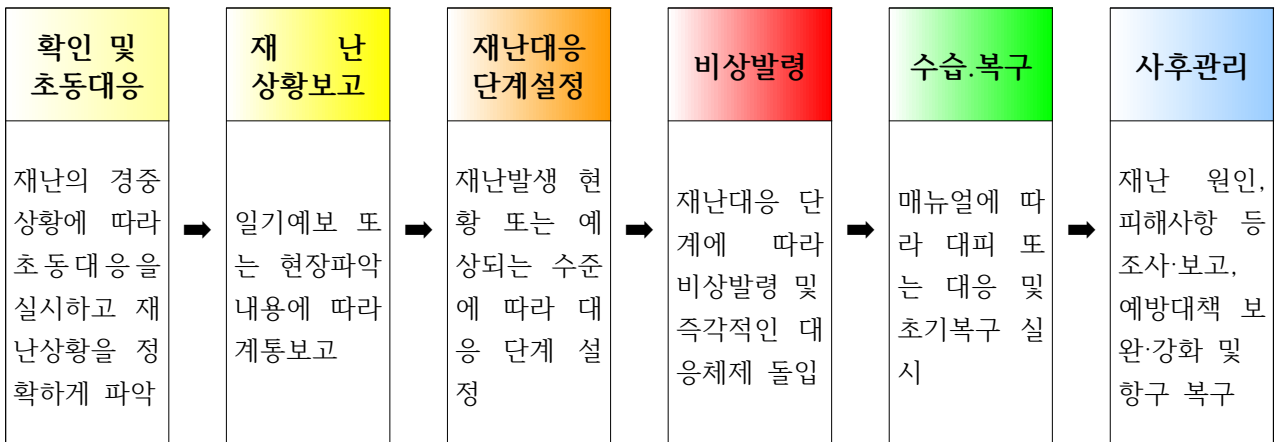 확인 및
초동대응
재난의 경중
상황에 따라
초동대응을
실시하고 재
난상황을 정
확하게 파악
➡
재 난
상황보고
일기예보 또
는 현장파악
내용에 따라
계통보고
➡
재난대응
단계설정
재난발생 현
황 또는 예
상되는 수준
에 따라 대
응 단계 설
정
➡
비상발령
재난대응 단
계에 따라
비상발령 및
즉각적인 대
응체제 돌입
➡
수습.복구
매뉴얼에 따
라 대피 또
는 대응 및
초기복구 실
시
➡
사후관리
재난 원인,
피해사항 등
조사·보고,
예방대책 보
완·강화 및
항구 복구